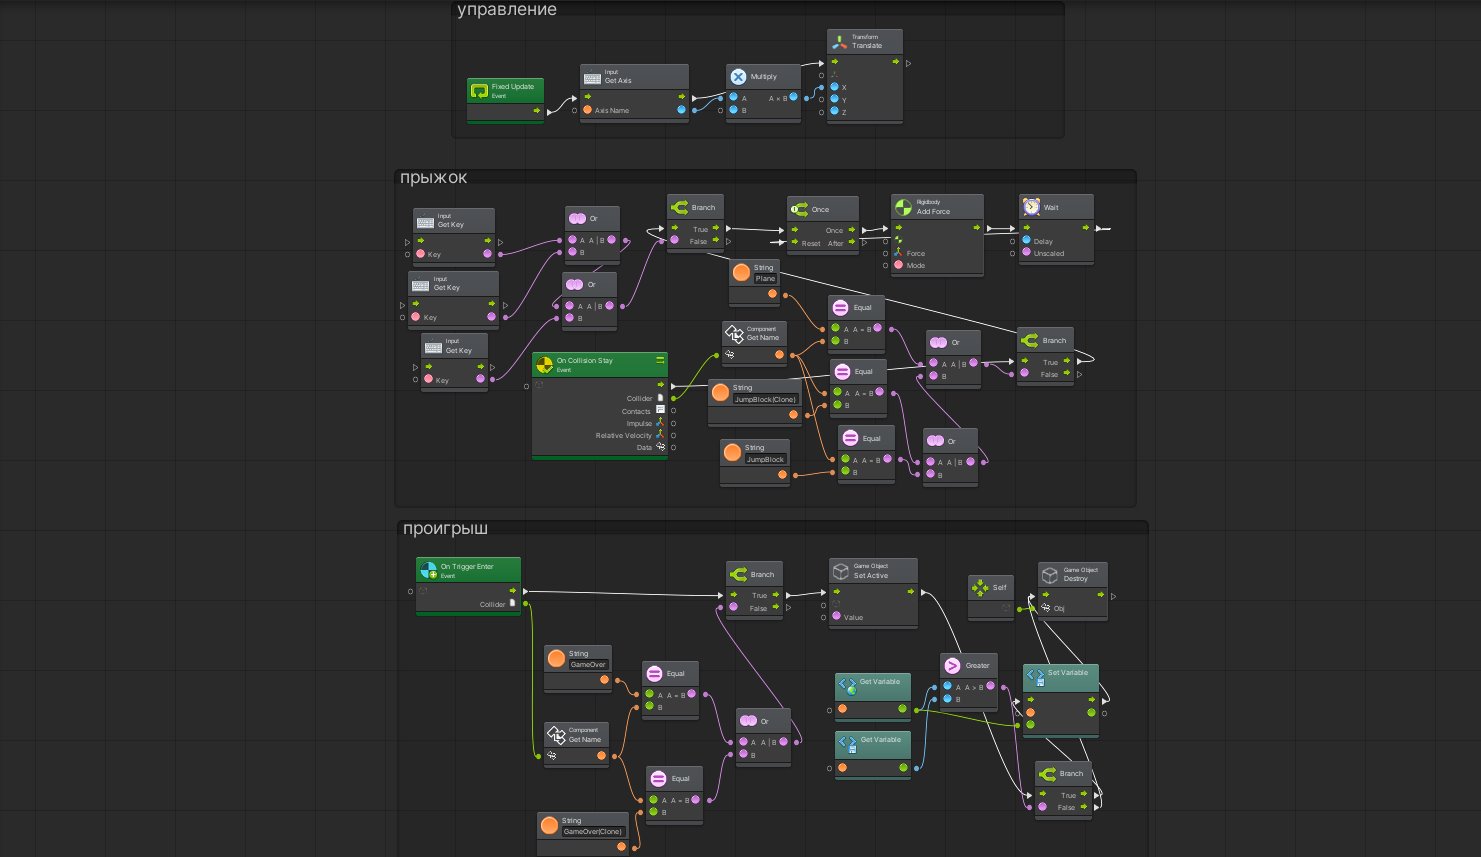 управление
Transform
Translate
Fixed Update
Event
Input
Get Axis
Axis Name
Multiply
A A × B
B
X
Y
Z
прыжок
Input
Get Key
Key
Input
Get Key
Key
Input
Get Key
Key
Or
A A | B
B
Or
A A | B
B
Branch
True
False
Once
Once
Reset After
Rigidbody
Add Force
Force
Mode
Wait
Delay
Unscaled
String
Plane
Component
Get Name
Equal
A A = B
B
On Collision Stay
Event
Collider
Contacts
Impulse
Relative Velocity
Data
String
JumpBlock(Clone)
Equal
A A = B
B
Or
A A | B
B
Branch
True
False
String
JumpBlock
Equal
A A = B
B
Or
A A | B
B
проигрыш
On Trigger Enter
Event
Collider
Branch
True
False
Game Object
Set Active
Value
Self
Game Object
Destroy
Obj
String
GameOver
Equal
A A = B
B
Component
Get Name
Or
A A | B
B
Equal
A A = B
B
String
GameOver(Clone)
Get Variable
Get Variable
Greater
A A > B
B
Set Variable
Branch
True
False